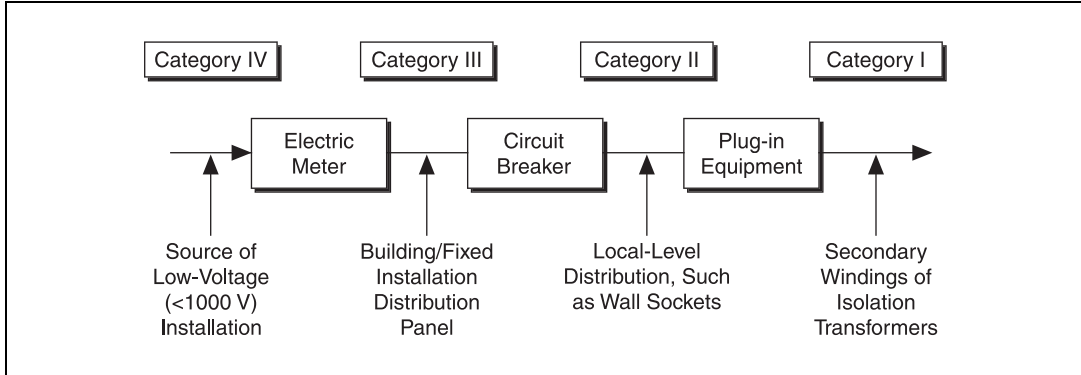 Category IV
Category III
Category II
Category I
Electric
Meter
Circuit
Breaker
Plug-in
Equipment
Source of
Low-Voltage
(<1000 V)
Installation
Building/Fixed
Installation
Distribution
Panel
Local-Level
Distribution, Such
as Wall Sockets
Secondary
Windings of
Isolation
Transformers